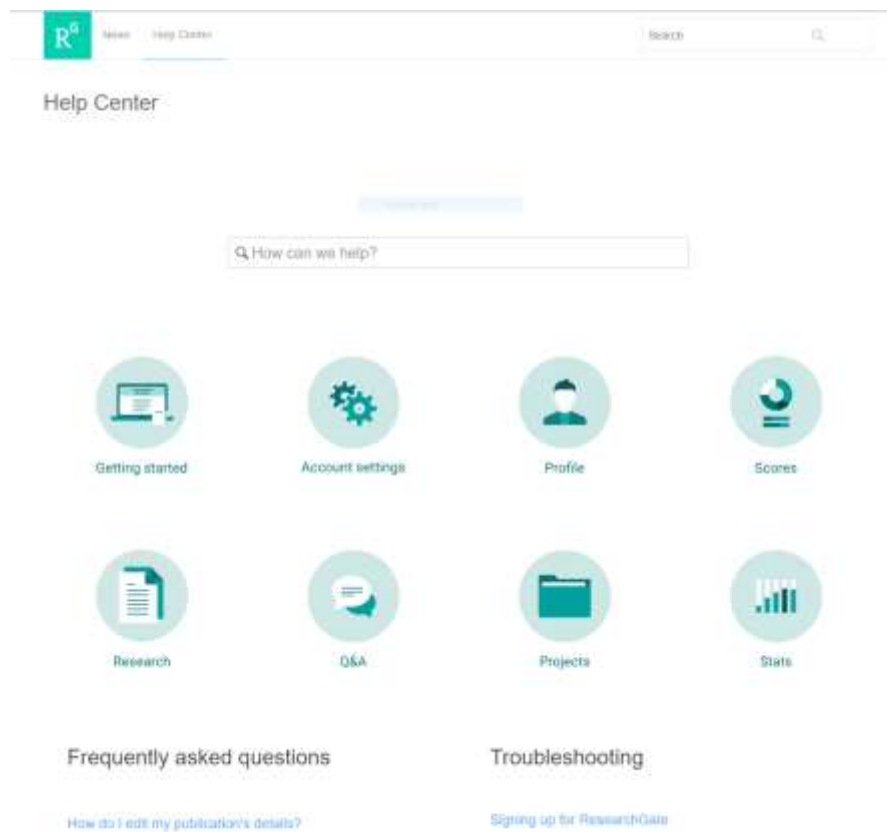 RG News Help Center Search
Help Center
How can we help?
Getting started Account settings Profile Scores
Research Q&A Projects Stats
Frequently asked questions Troubleshooting
How do I edit my publication's details? Signing up for ResearchGate